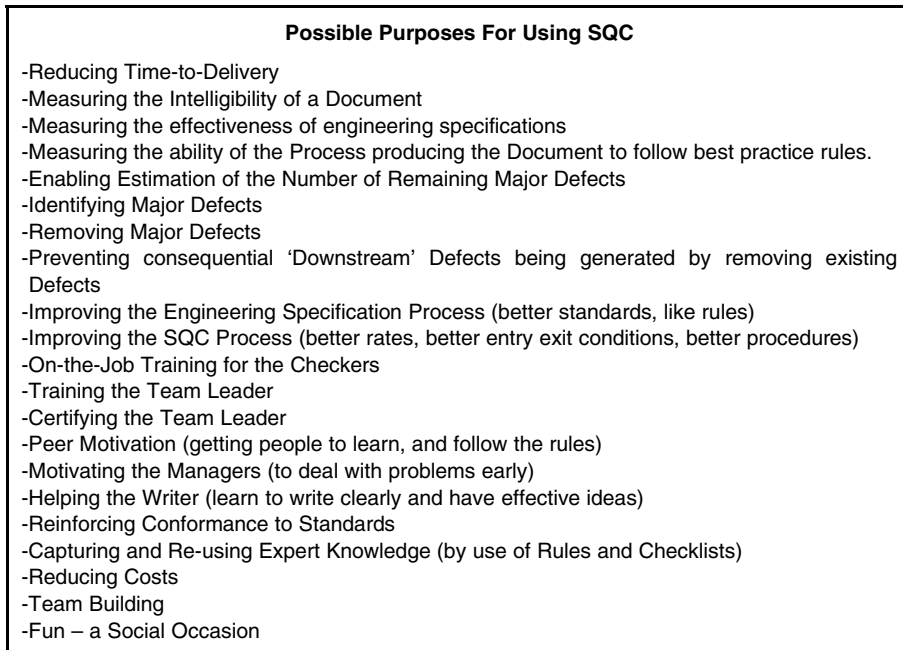 Possible Purposes For Using SQC
-Reducing Time-to-Delivery
-Measuring the Intelligibility of a Document
-Measuring the effectiveness of engineering specifications
-Measuring the ability of the Process producing the Document to follow best practice rules.
-Enabling Estimation of the Number of Remaining Major Defects
-Identifying Major Defects
-Removing Major Defects
-Preventing consequential ‘Downstream’ Defects being generated by removing existing
Defects
-Improving the Engineering Specification Process (better standards, like rules)
-Improving the SQC Process (better rates, better entry exit conditions, better procedures)
-On-the-Job Training for the Checkers
-Training the Team Leader
-Certifying the Team Leader
-Peer Motivation (getting people to learn, and follow the rules)
-Motivating the Managers (to deal with problems early)
-Helping the Writer (learn to write clearly and have effective ideas)
-Reinforcing Conformance to Standards
-Capturing and Re-using Expert Knowledge (by use of Rules and Checklists)
-Reducing Costs
-Team Building
-Fun – a Social Occasion